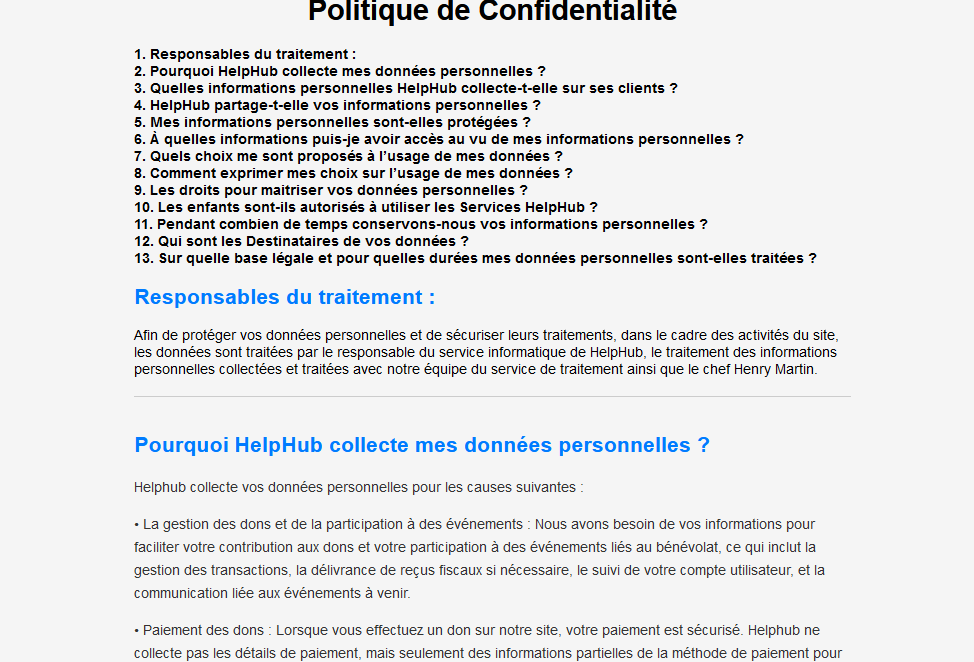 Politique de Confidentialité
1. Responsables du traitement :
2. Pourquoi HelpHub collecte mes données personnelles ?
3. Quelles informations personnelles HelpHub collecte-t-elle sur ses clients ?
4. HelpHub partage-t-elle vos informations personnelles ?
5. Mes informations personnelles sont-elles protégées ?
6. À quelles informations puis-je avoir accès au vu de mes informations personnelles ?
7. Quels choix me sont proposés à l’usage de mes données ?
8. Comment exprimer mes choix sur l’usage de mes données ?
9. Les droits pour maitriser vos données personnelles ?
10. Les enfants sont-ils autorisés à utiliser les Services HelpHub ?
11. Pendant combien de temps conservons-nous vos informations personnelles ?
12. Qui sont les Destinataires de vos données ?
13. Sur quelle base légale et pour quelles durées mes données personnelles sont-elles traitées ?
Responsables du traitement :
Afin de protéger vos données personnelles et de sécuriser leurs traitements, dans le cadre des activités du site,
les données sont traitées par le responsable du service informatique de HelpHub, le traitement des informations
personnelles collectées et traitées avec notre équipe du service de traitement ainsi que le chef Henry Martin.
Pourquoi HelpHub collecte mes données personnelles ?
Helphub collecte vos données personnelles pour les causes suivantes :
• La gestion des dons et de la participation à des événements : Nous avons besoin de vos informations pour
faciliter votre contribution aux dons et votre participation à des événements liés au bénévolat, ce qui inclut la
gestion des transactions, la délivrance de reçus fiscaux si nécessaire, le suivi de votre compte utilisateur, et la
communication liée aux événements à venir.
• Paiement des dons : Lorsque vous effectuez un don sur notre site, votre paiement est sécurisé. Helphub ne
collecte pas les détails de paiement, mais seulement des informations partielles de la méthode de paiement pour